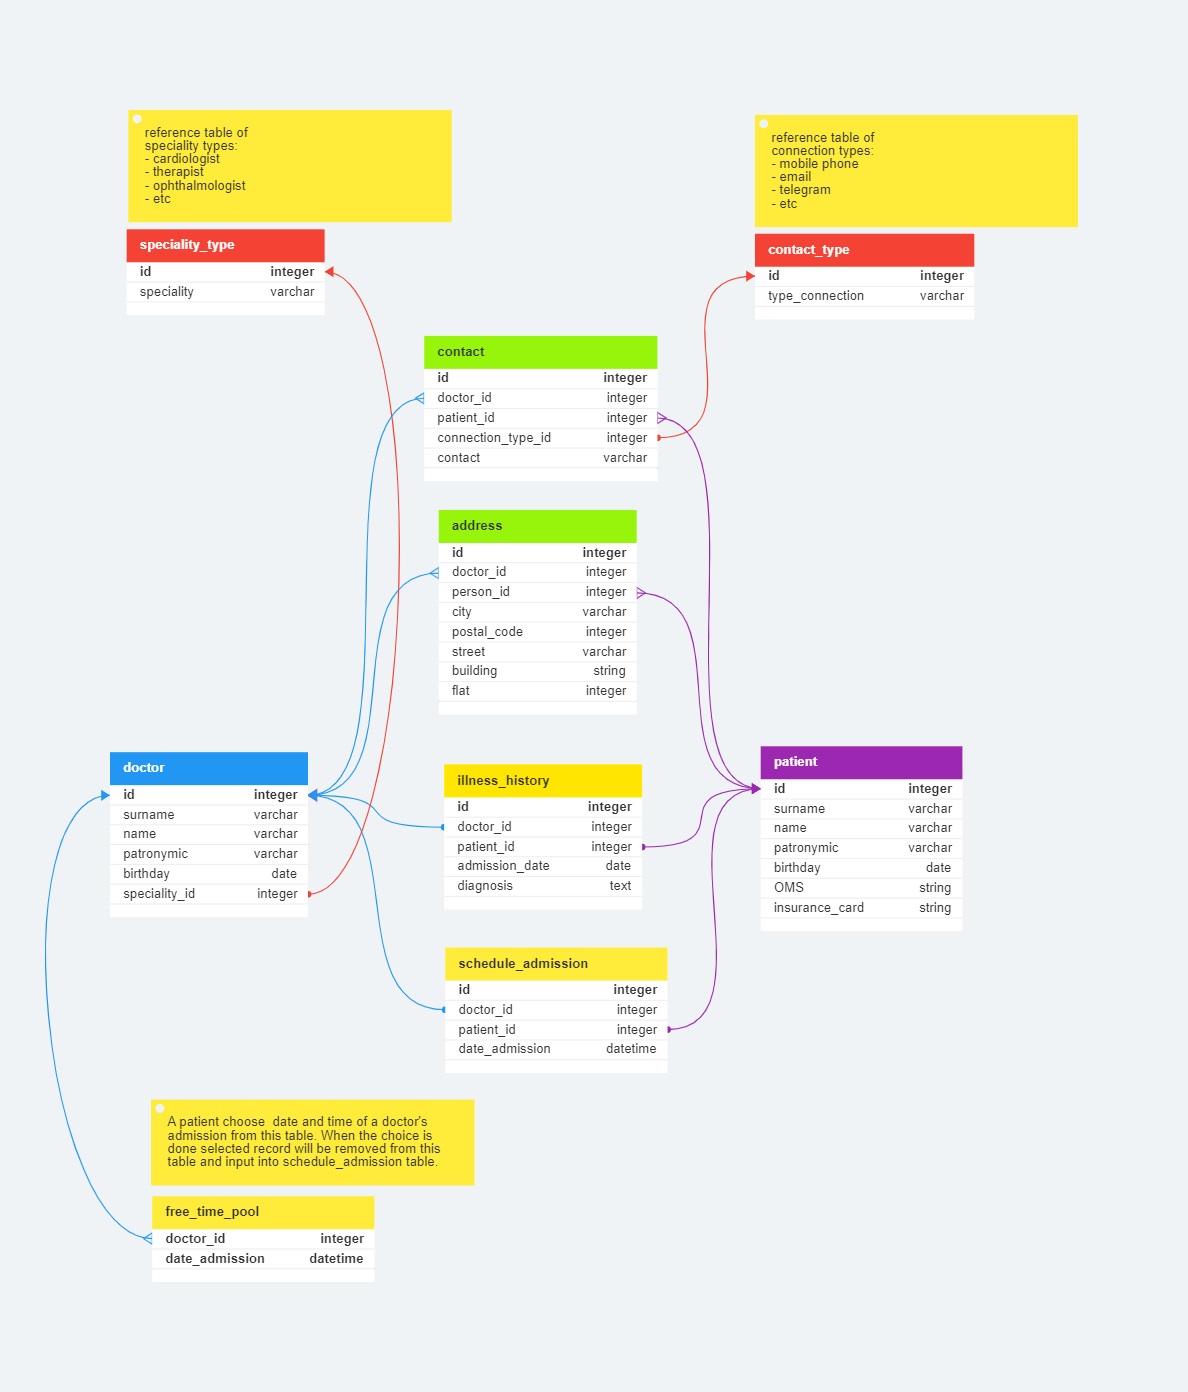 reference table of
speciality types:
- cardiologist
- therapist
- ophthalmologist
- etc
speciality_type
id integer
speciality varchar
reference table of
connection types:
- mobile phone
- email
- telegram
- etc
contact_type
id integer
type_connection varchar
contact
id integer
doctor_id integer
patient_id integer
connection_type_id integer
contact varchar
address
id integer
doctor_id integer
person_id integer
city varchar
postal_code integer
street varchar
building string
flat integer
doctor
id integer
surname varchar
name varchar
patronymic varchar
birthday date
speciality_id integer
illness_history
id integer
doctor_id integer
patient_id integer
admission_date date
diagnosis text
patient
id integer
surname varchar
name varchar
patronymic varchar
birthday date
OMS string
insurance_card string
schedule_admission
id integer
doctor_id integer
patient_id integer
date_admission datetime
A patient choose  date and time of a doctor's
admission from this table. When the choice is
done selected record will be removed from this
table and input into schedule_admission table.
free_time_pool
doctor_id integer
date_admission datetime